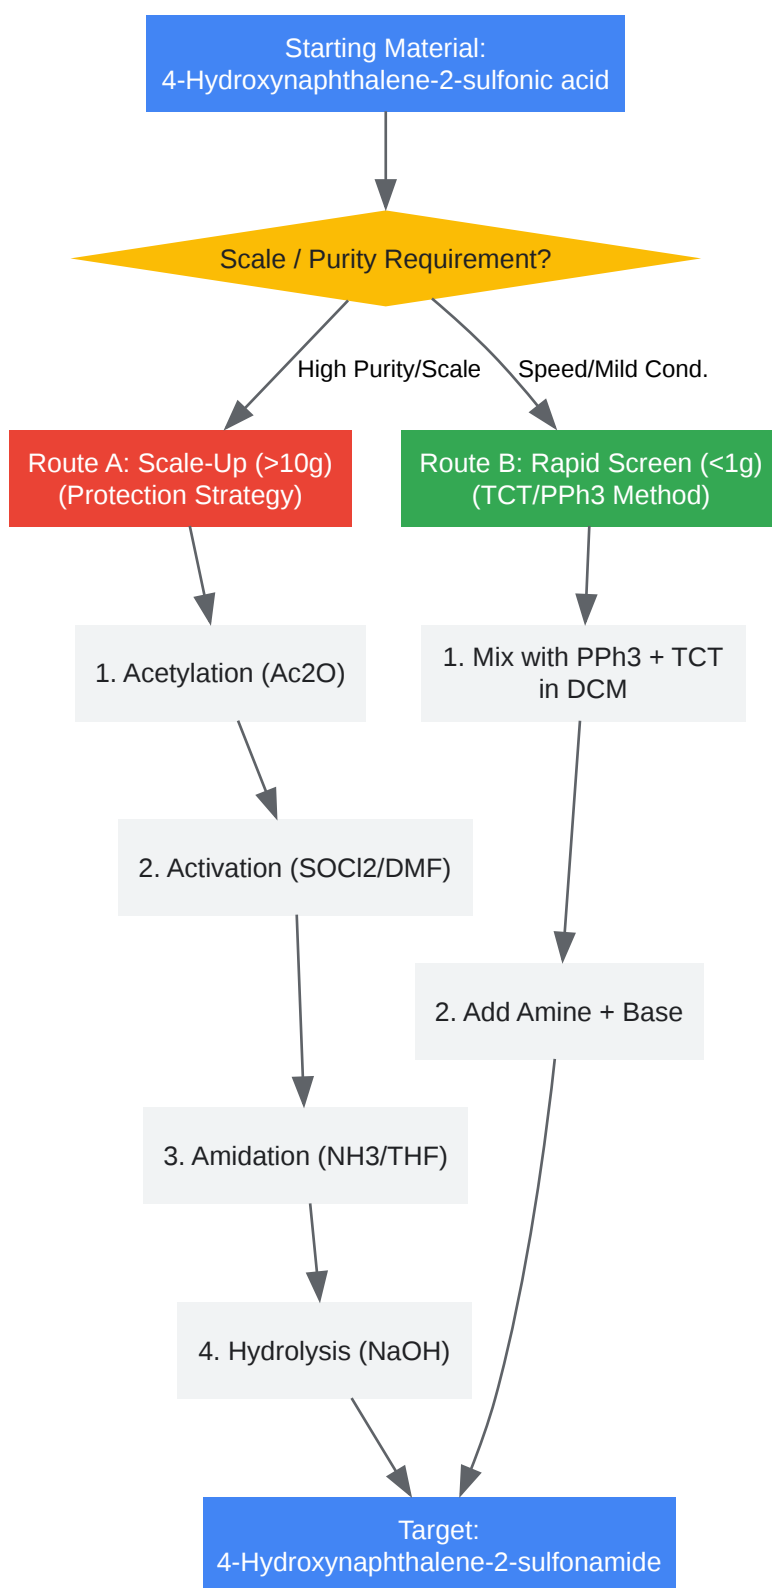 Starting Material:
4-Hydroxynaphthalene-2-sulfonic acid
Scale / Purity Requirement?
High Purity/Scale
Speed/Mild Cond.
Route A: Scale-Up (>10g)
(Protection Strategy)
Route B: Rapid Screen (<1g)
(TCT/PPh3 Method)
1. Acetylation (Ac2O)
1. Mix with PPh3 + TCT
in DCM
2. Activation (SOCl2/DMF)
2. Add Amine + Base
3. Amidation (NH3/THF)
4. Hydrolysis (NaOH)
Target:
4-Hydroxynaphthalene-2-sulfonamide